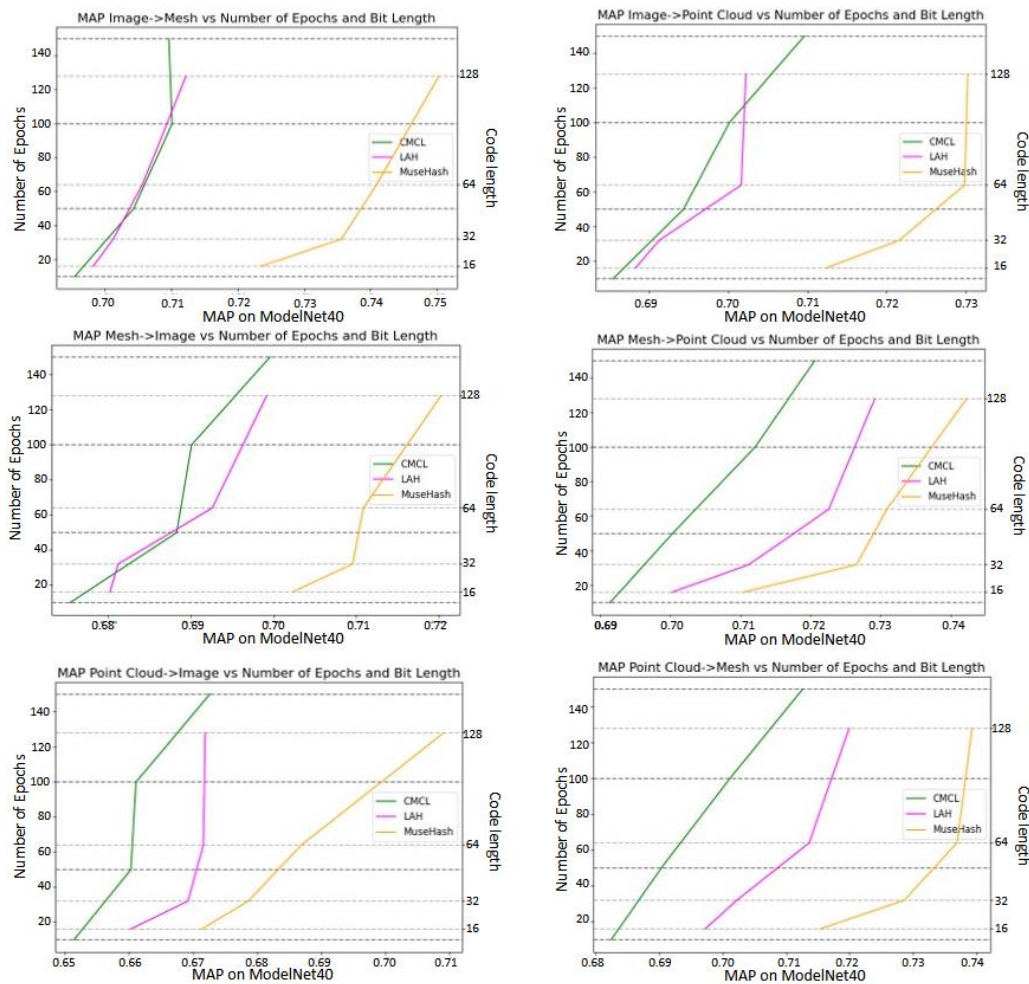 MAP Image->Mesh vs Number of Epochs and Bit Length
Number of Epochs
140
120
100
80
60
40
20
128
64
32
16
Code length
CMCL
LAH
MuseHash
0.70 0.71 0.72 0.73 0.74 0.75
MAP on ModelNet40
MAP Image->Point Cloud vs Number of Epochs and Bit Length
Number of Epochs
140
120
100
80
60
40
20
128
64
32
16
Code length
CMCL
LAH
MuseHash
0.69 0.70 0.71 0.72 0.73
MAP on ModelNet40
MAP Mesh->Image vs Number of Epochs and Bit Length
Number of Epochs
140
120
100
80
60
40
20
128
64
32
16
Code length
CMCL
LAH
MuseHash
0.68 0.69 0.70 0.71 0.72
MAP on ModelNet40
MAP Mesh->Point Cloud vs Number of Epochs and Bit Length
Number of Epochs
140
120
100
80
60
40
20
128
64
32
16
Code length
CMCL
LAH
MuseHash
0.69 0.70 0.71 0.72 0.73 0.74
MAP on ModelNet40
MAP Point Cloud->Image vs Number of Epochs and Bit Length
Number of Epochs
140
120
100
80
60
40
20
128
64
32
16
Code length
CMCL
LAH
MuseHash
0.65 0.66 0.67 0.68 0.69 0.70 0.71
MAP on ModelNet40
MAP Point Cloud->Mesh vs Number of Epochs and Bit Length
Number of Epochs
140
120
100
80
60
40
20
128
64
32
16
Code length
CMCL
LAH
MuseHash
0.68 0.69 0.70 0.71 0.72 0.73 0.74
MAP on ModelNet40